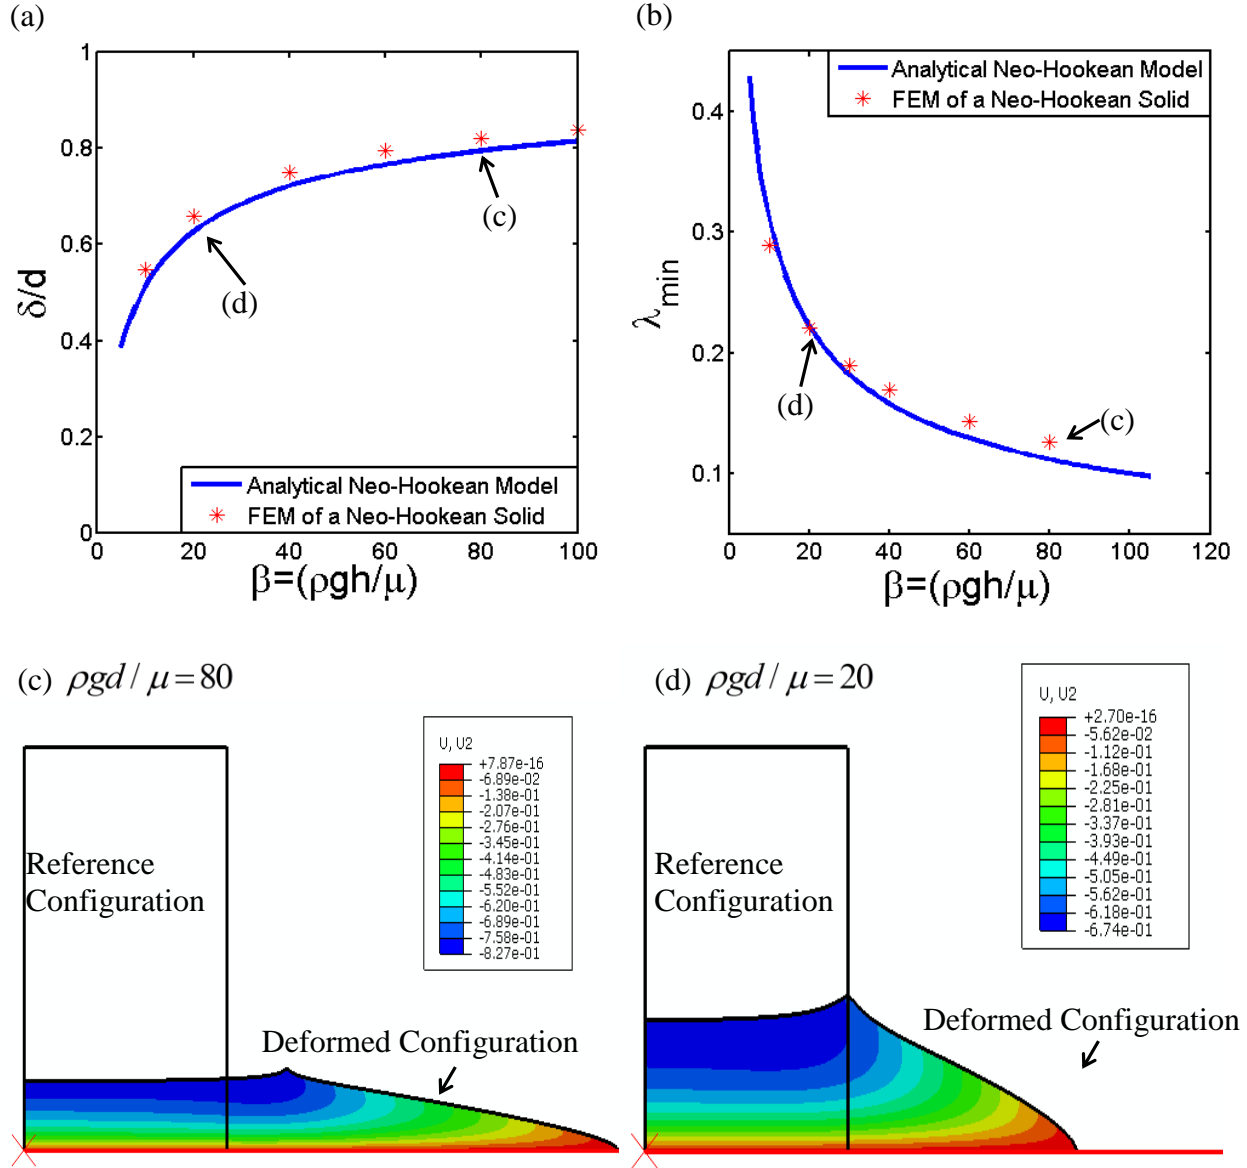 (a)
1
0.8
0.6
0.4
0.2
0
δ/d
(c)
(d)
Analytical Neo-Hookean Model
FEM of a Neo-Hookean Solid
0 20 40 60 80 100
β=(ρgh/μ)
(b)
Analytical Neo-Hookean Model
FEM of a Neo-Hookean Solid
0.4
0.3
0.2
0.1
λmin
(d)
(c)
0 20 40 60 80 100 120
β=(ρgh/μ)
(c) ρgd / μ = 80
U, U2
+7.87e-16
-6.89e-02
-1.38e-01
-2.07e-01
-2.76e-01
-3.45e-01
-4.14e-01
-4.83e-01
-5.52e-01
-6.20e-01
-6.89e-01
-7.58e-01
-8.27e-01
Reference
Configuration
Deformed Configuration
(d) ρgd / μ = 20
U, U2
+2.70e-16
-5.62e-02
-1.12e-01
-1.68e-01
-2.25e-01
-2.81e-01
-3.37e-01
-3.93e-01
-4.49e-01
-5.05e-01
-5.62e-01
-6.18e-01
-6.74e-01
Reference
Configuration
Deformed Configuration